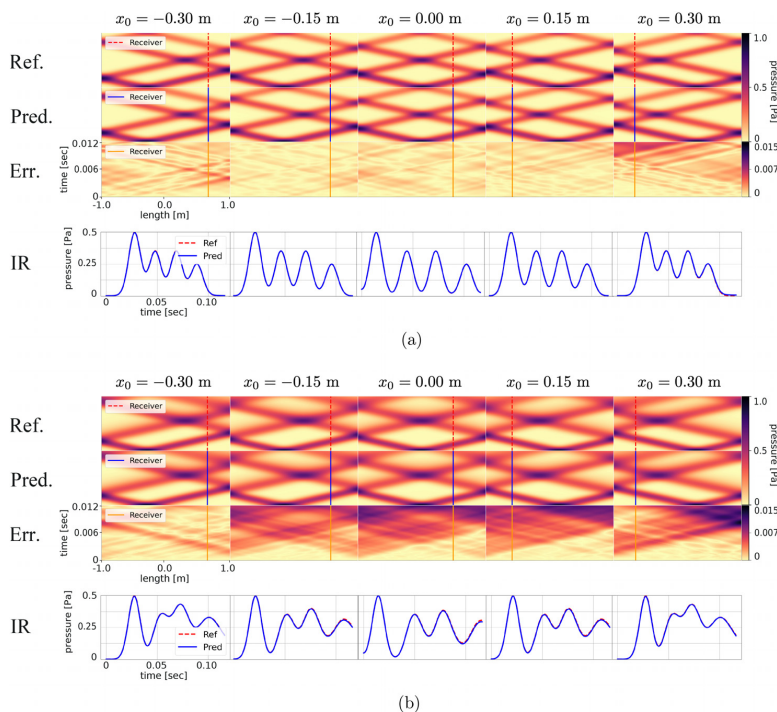 x₀ = −0.30 m x₀ = −0.15 m x₀ = 0.00 m x₀ = 0.15 m x₀ = 0.30 m
Ref.
Receiver
1.0
0.5
0
pressure [Pa]
Pred.
Receiver
Err.
0.012
0.006
0
time [sec]
Receiver
0.015
0.007
0
-1.0 0.0 1.0
length [m]
IR
pressure [Pa]
0.5
0.25
0
Ref
Pred
0 0.05 0.10
time [sec]
(a)
x₀ = −0.30 m x₀ = −0.15 m x₀ = 0.00 m x₀ = 0.15 m x₀ = 0.30 m
Ref.
Receiver
1.0
0.5
0
pressure [Pa]
Pred.
Receiver
Err.
0.012
0.006
0
time [sec]
Receiver
0.015
0.007
0
-1.0 0.0 1.0
length [m]
IR
pressure [Pa]
0.5
0.25
0
Ref
Pred
0 0.05 0.10
time [sec]
(b)